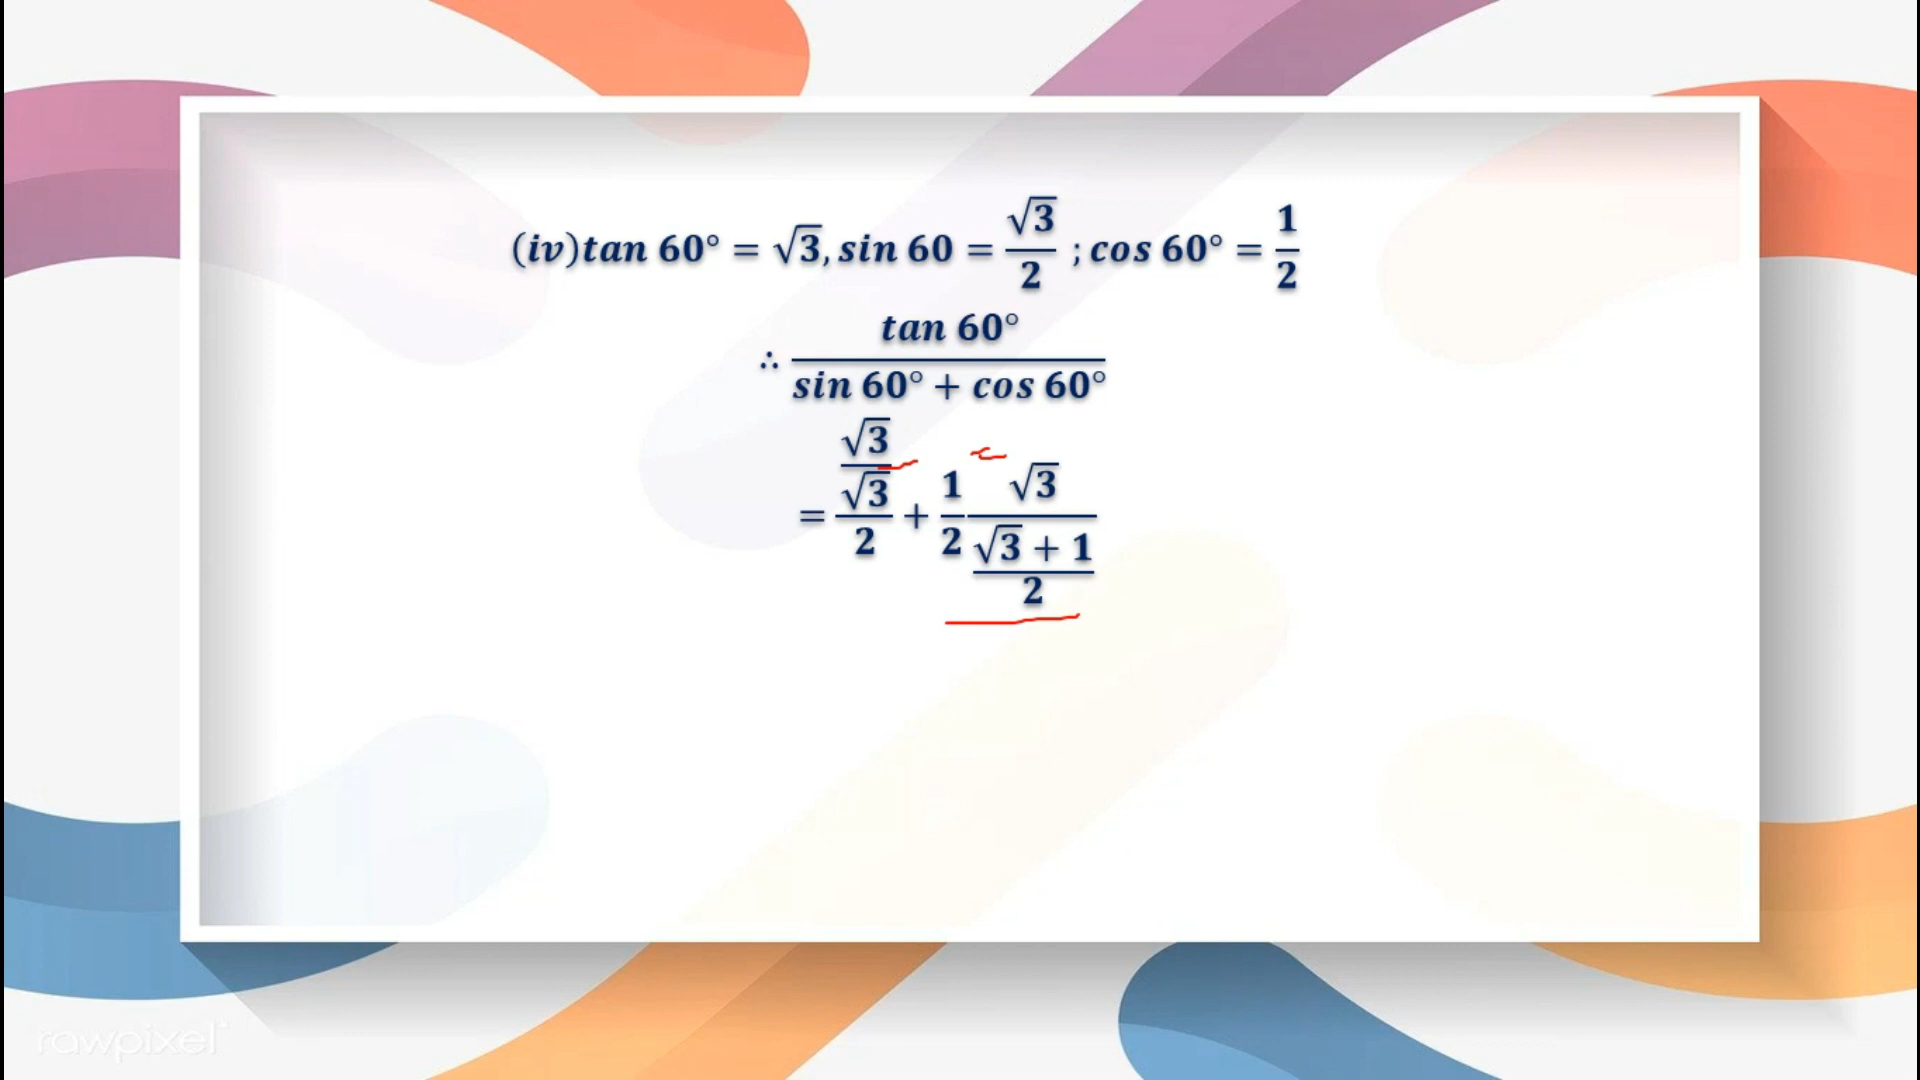 (iv)tan 60° = √3, sin 60 = √3/2 ; cos 60° = 1/2
∴ tan 60° / sin 60° + cos 60°
= √3 / √3/2 + 1/2 √3 / √3 + 1 / 2
rawpixel